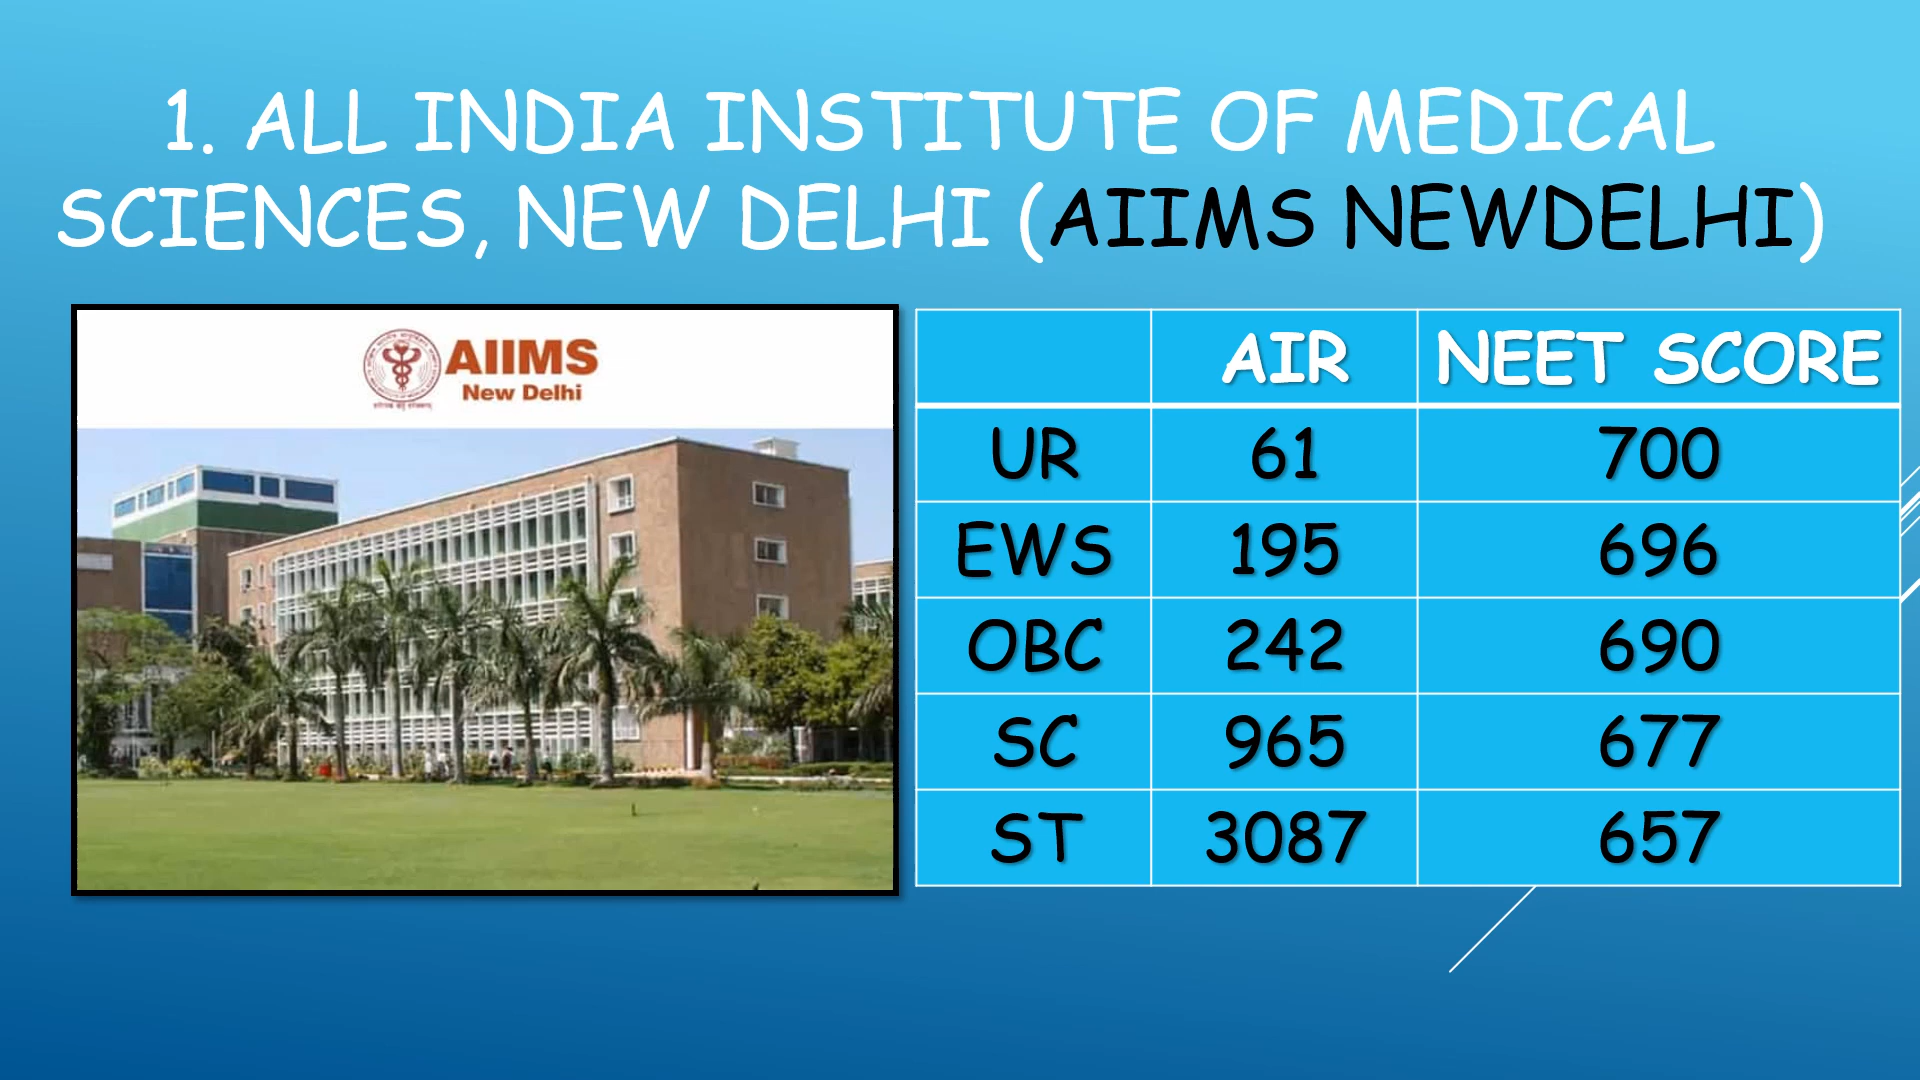 1. ALL INDIA INSTITUTE OF MEDICAL
SCIENCES, NEW DELHI (AIIMS NEWDELHI)
AIIMS
New Delhi
AIR NEET SCORE
UR 61 700
EWS 195 696
OBC 242 690
SC 965 677
ST 3087 657